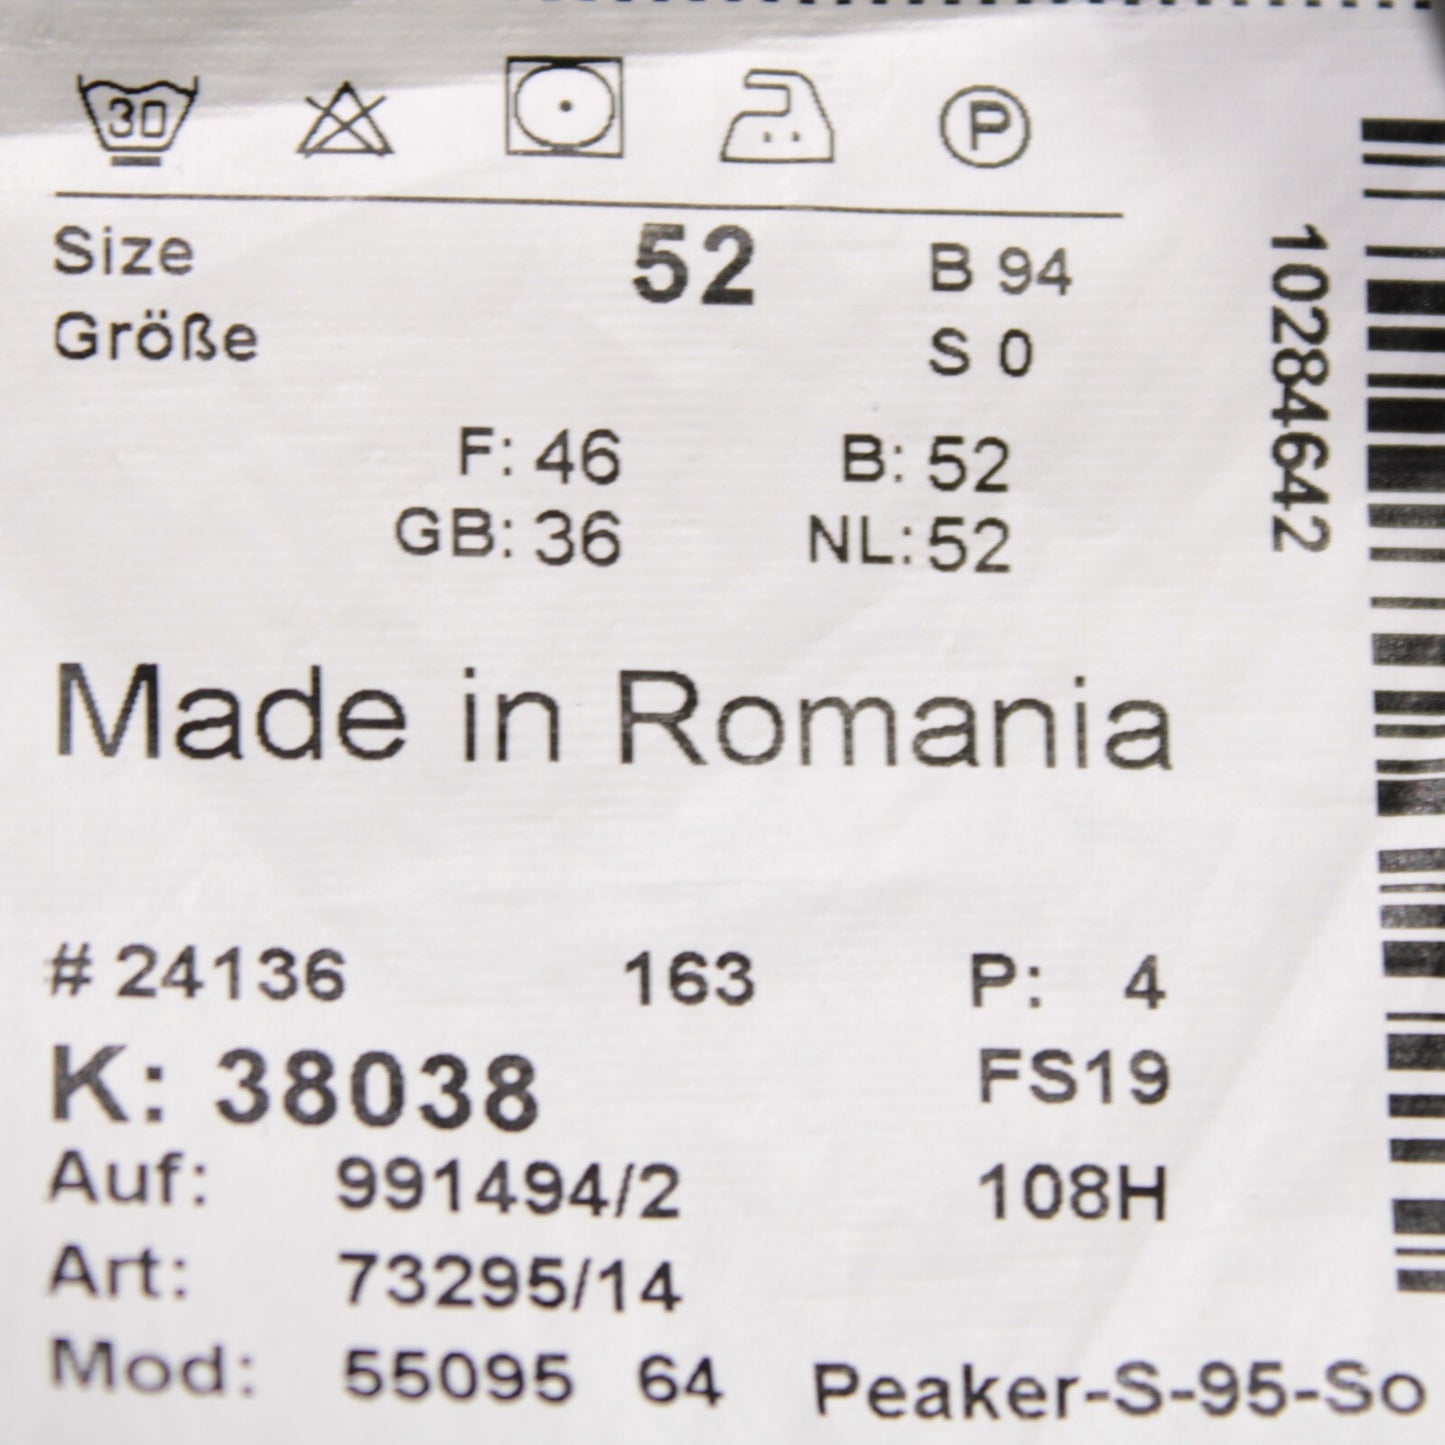 30
P
Size 52 B 94
Größe S 0
F: 46 B: 52
GB: 36 NL: 52
Made in Romania
# 24136 163 P: 4
K: 38038 FS19
Auf: 991494/2 108H
Art: 73295/14
Mod: 55095 64 Peaker-S-95-So
10284642